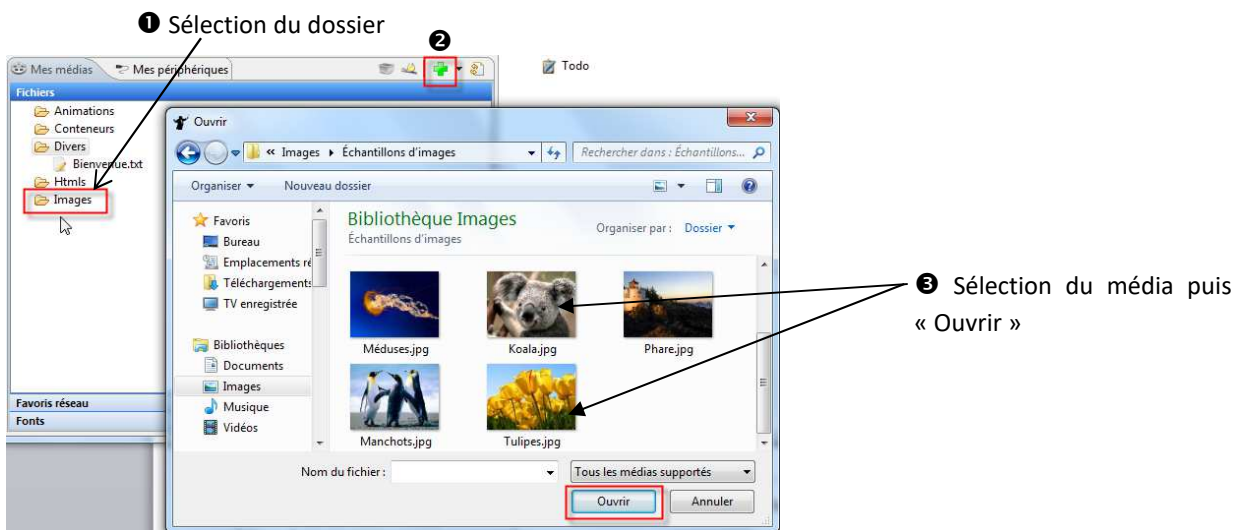 ❶ Sélection du dossier
❷
Mes médias Mes périphériques
Todo
Fichiers
Animations
Conteneurs
Divers
Bienvenue.txt
Htmls
Images
Favoris réseau
Fonts
Ouvrir
« Images Échantillons d'images
Rechercher dans : Échantillons...
Organiser Nouveau dossier
Favoris
Bureau
Emplacements ré
Téléchargements
TV enregistrée
Bibliothèques
Documents
Images
Musique
Vidéos
Bibliothèque Images
Échantillons d'images
Organiser par : Dossier
Méduses.jpg Koala.jpg Phare.jpg
Manchots.jpg Tulipes.jpg
Nom du fichier :
Tous les médias supportés
Ouvrir Annuler
❸ Sélection du média puis
« Ouvrir »